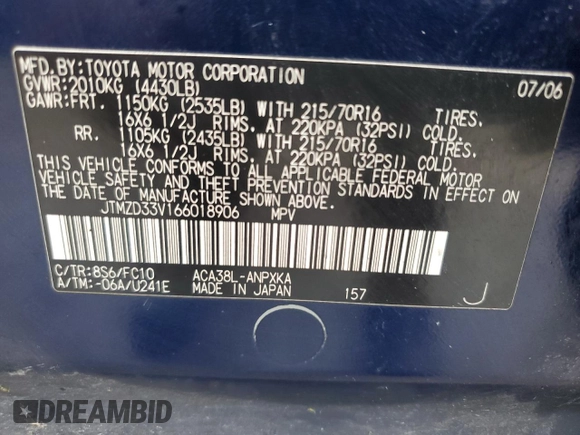 MFD.BY:TOYOTA MOTOR CORPORATION 07/06
GVWR:2010KG (4430LB)
GAWR:FRT. 1150KG (2535LB) WITH 215/70R16 TIRES.
16X6 1/2J RIMS. AT 220KPA (32PSI) COLD.
RR. 1105KG (2435LB) WITH 215/70R16 TIRES.
16X6 1/2J RIMS. AT 220KPA (32PSI) COLD.
THIS VEHICLE CONFORMS TO ALL APPLICABLE FEDERAL MOTOR
VEHICLE SAFETY AND THEFT PREVENTION STANDARDS IN EFFECT ON
THE DATE OF MANUFACTURE SHOWN ABOVE.
JTMZD33V166018906 MPV
C/TR:8S6/FC10 ACA38L-ANPXKA
A/TM:-06A/U241E MADE IN JAPAN 157 J
DREAMBID